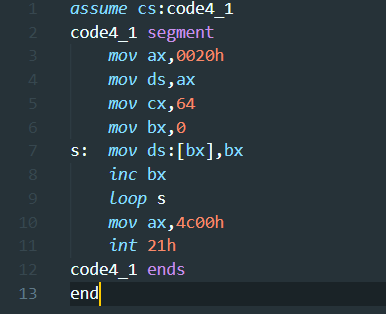 1 assume cs:code4_1
2 code4_1 segment
3     mov ax,0020h
4     mov ds,ax
5     mov cx,64
6     mov bx,0
7 s:  mov ds:[bx],bx
8     inc bx
9     loop s
10     mov ax,4c00h
11     int 21h
12 code4_1 ends
13 end